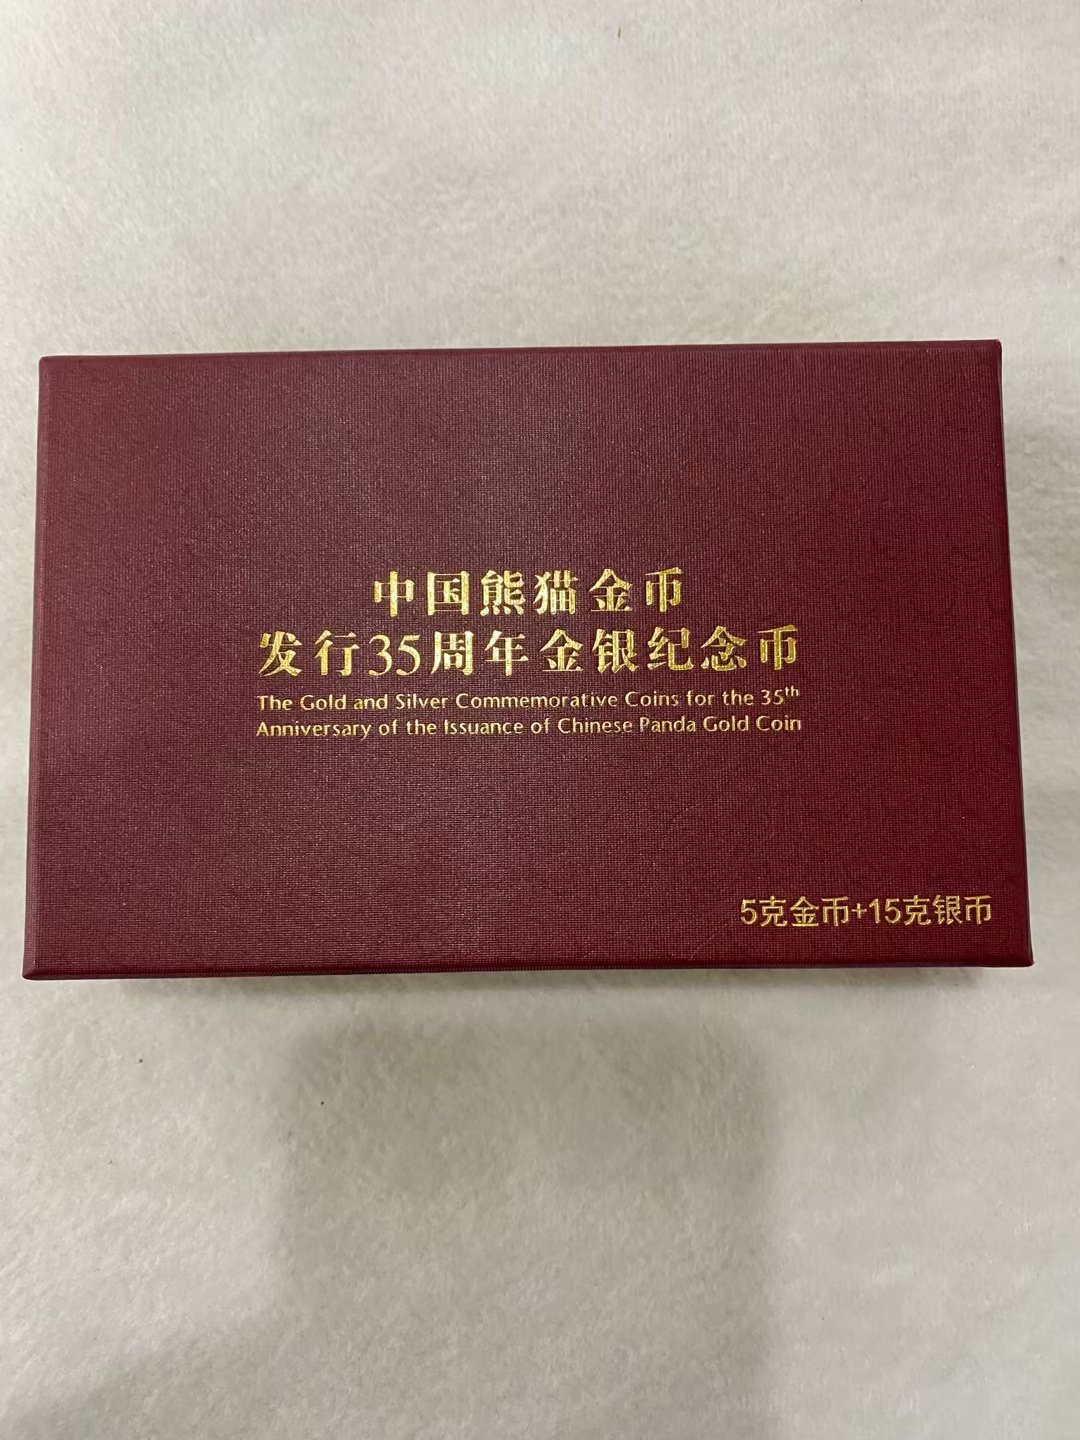 中国熊猫金币
发行35周年金银纪念币
The Gold and Silver Commemorative Coins for the 35th
Anniversary of the Issuance of Chinese Panda Gold Coin
5克金币+15克银币